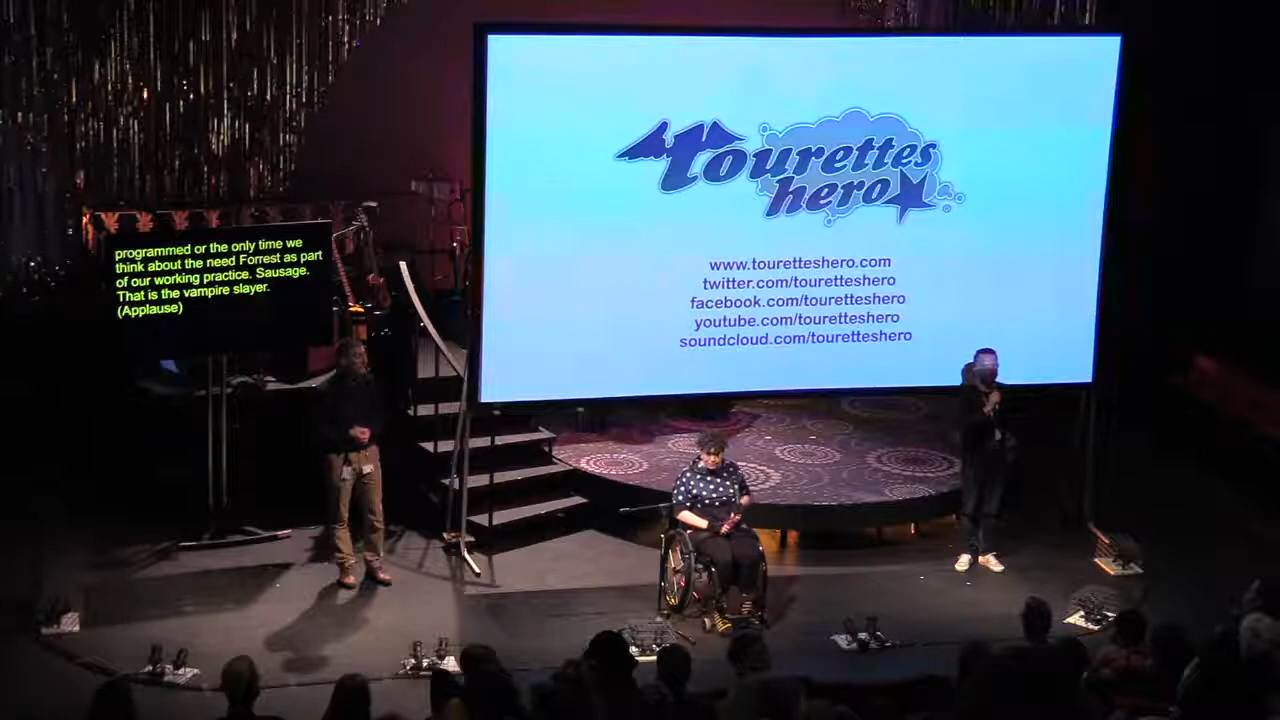 programmed or the only time we
think about the need Forrest as part
of our working practice. Sausage.
That is the vampire slayer.
(Applause)
tourettes
hero
www.touretteshero.com
twitter.com/touretteshero
facebook.com/touretteshero
youtube.com/touretteshero
soundcloud.com/touretteshero